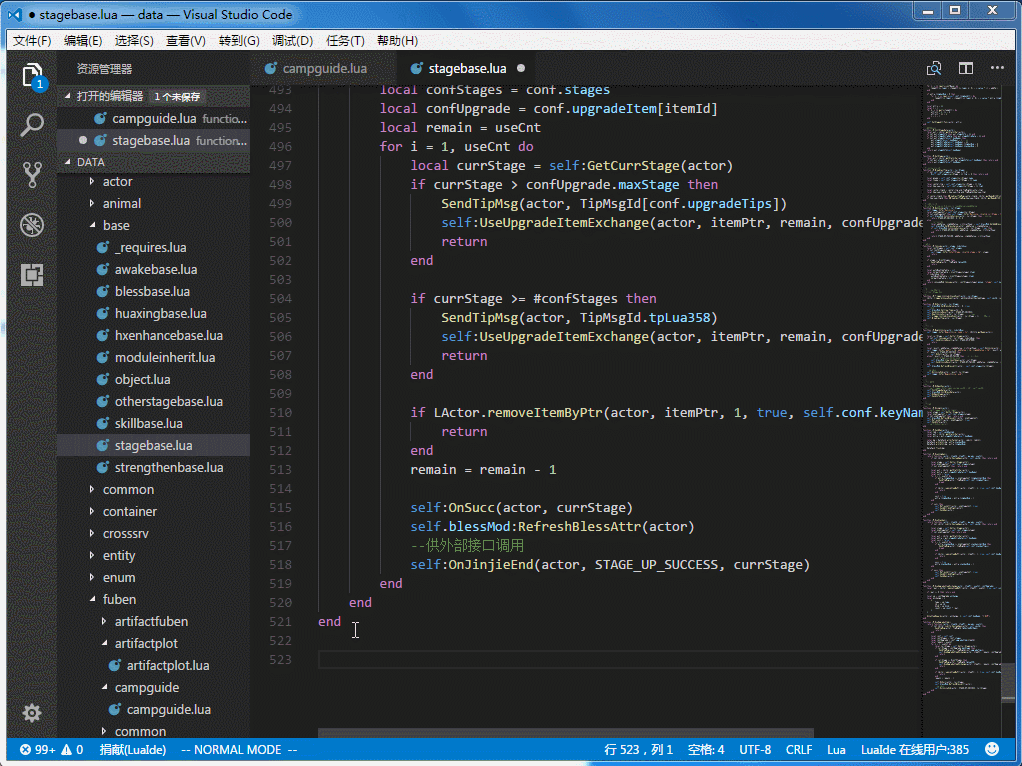 ● stagebase.lua — data — Visual Studio Code
文件(F) 编辑(E) 选择(S) 查看(V) 转到(G) 调试(D) 任务(T) 帮助(H)
1
资源管理器
打开的编辑器 1 个未保存
campguide.lua functio...
stagebase.lua function...
DATA
actor
animal
base
_requires.lua
awakebase.lua
blessbase.lua
huaxingbase.lua
hxenhancebase.lua
moduleinherit.lua
object.lua
otherstagebase.lua
skillbase.lua
stagebase.lua
strengthenbase.lua
common
container
crosssrv
entity
enum
fuben
artifactfuben
artifactplot
artifactplot.lua
campguide
campguide.lua
common
campguide.lua stagebase.lua ●
493 local confStages = conf.stages
494 local confUpgrade = conf.upgradeItem[itemId]
495 local remain = useCnt
496 for i = 1, useCnt do
497 local currStage = self:GetCurrStage(actor)
498 if currStage > confUpgrade.maxStage then
499 SendTipMsg(actor, TipMsgId[conf.upgradeTips])
500 self:UseUpgradeItemExchange(actor, itemPtr, remain, confUpgrade
501 return
502 end
503
504 if currStage >= #confStages then
505 SendTipMsg(actor, TipMsgId.tpLua358)
506 self:UseUpgradeItemExchange(actor, itemPtr, remain, confUpgrade
507 return
508 end
509
510 if LActor.removeItemByPtr(actor, itemPtr, 1, true, self.conf.keyNam
511 return
512 end
513 remain = remain - 1
514
515 self:OnSucc(actor, currStage)
516 self.blessMod:RefreshBlessAttr(actor)
517 --供外部接口调用
518 self:OnJinjieEnd(actor, STAGE_UP_SUCCESS, currStage)
519 end
520 end
521 end
522
523
99+ 0 捐献(LuaIde) -- NORMAL MODE -- 行 523，列 1 空格: 4 UTF-8 CRLF Lua LuaIde 在线用户:385